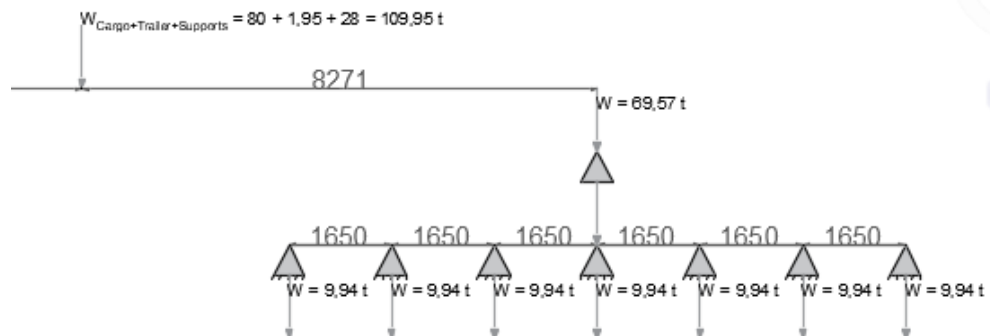 W Cargo+Trailer+Supports = 80 + 1,95 + 28 = 109,95 t
8271
W = 69,57 t
1650 1650 1650 1650 1650 1650
W = 9,94 t W = 9,94 t W = 9,94 t W = 9,94 t W = 9,94 t W = 9,94 t W = 9,94 t